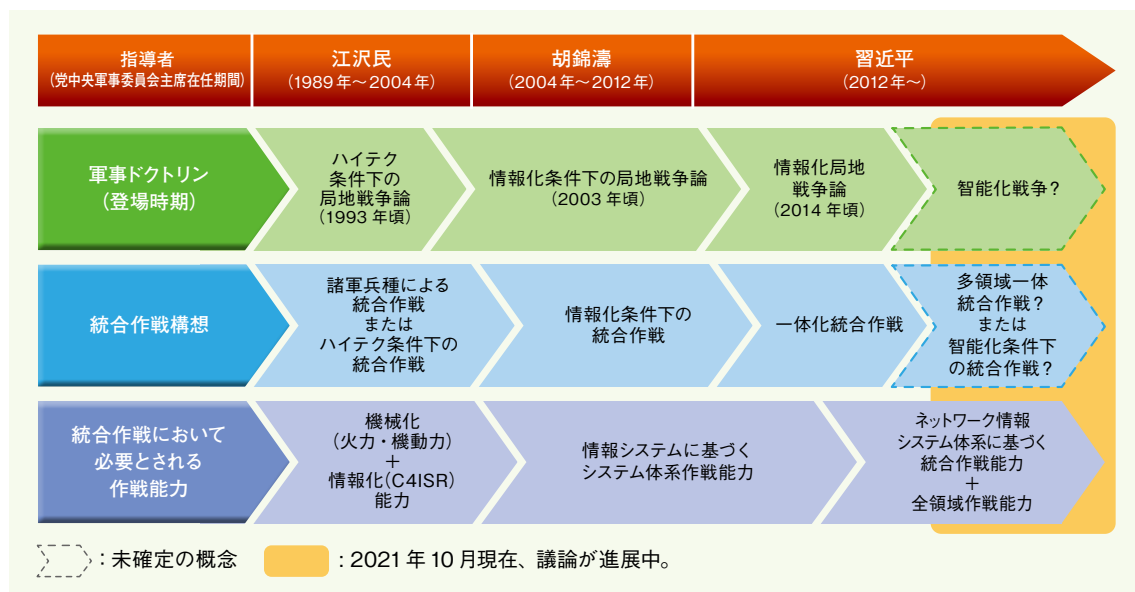 指導者
(党中央軍事委員会主席在任期間)
江沢民
(1989年～2004年)
胡錦濤
(2004年～2012年)
習近平
(2012年～)
軍事ドクトリン
(登場時期)
ハイテク
条件下の
局地戦争論
(1993年頃)
情報化条件下の局地戦争論
(2003年頃)
情報化局地
戦争論
(2014年頃)
智能化戦争？
統合作戦構想
諸軍兵種による
統合作戦
または
ハイテク条件下の
統合作戦
情報化条件下の
統合作戦
一体化統合作戦
多領域一体
統合作戦？
または
智能化条件下
の統合作戦？
統合作戦において
必要とされる
作戦能力
機械化
(火力・機動力)
＋
情報化(C4ISR)
能力
情報システムに基づく
システム体系作戦能力
ネットワーク情報
システム体系に基づく
統合作戦能力
＋
全領域作戦能力
：未確定の概念
：2021年10月現在、議論が進展中。